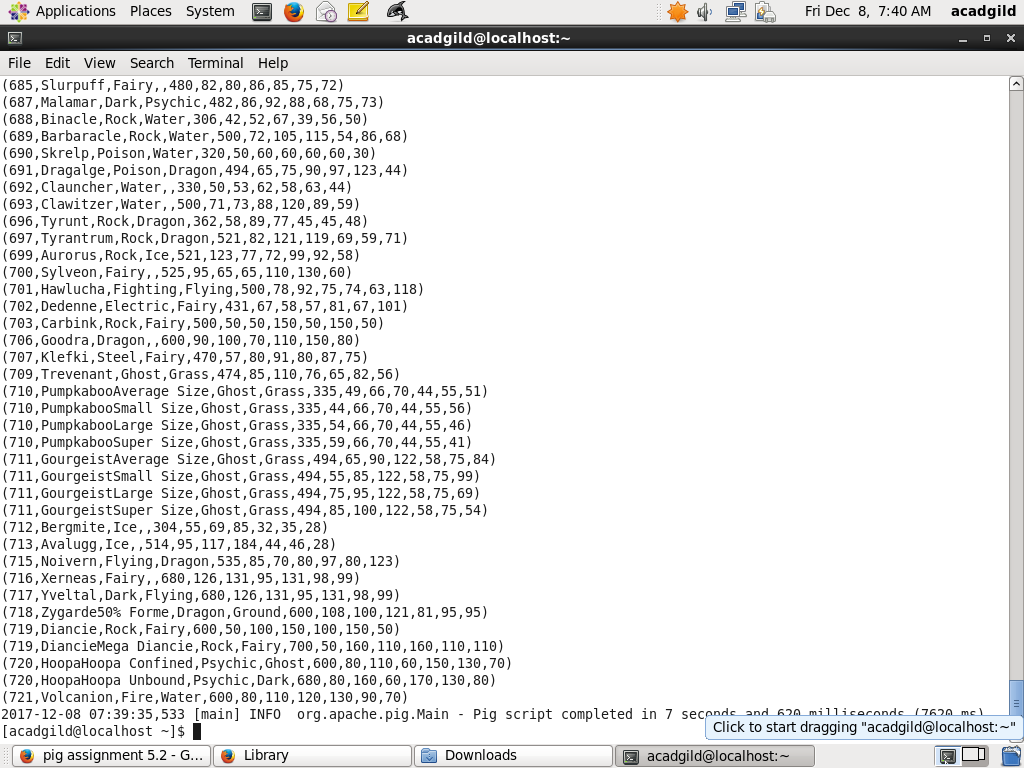 Applications Places System Fri Dec 8, 7:40 AM acadgild
acadgild@localhost:~
File Edit View Search Terminal Help
(685,Slurpuff,Fairy,,480,82,80,86,85,75,72)
(687,Malamar,Dark,Psychic,482,86,92,88,68,75,73)
(688,Binacle,Rock,Water,306,42,52,67,39,56,50)
(689,Barbaracle,Rock,Water,500,72,105,115,54,86,68)
(690,Skrelp,Poison,Water,320,50,60,60,60,60,30)
(691,Dragalge,Poison,Dragon,494,65,75,90,97,123,44)
(692,Clauncher,Water,,330,50,53,62,58,63,44)
(693,Clawitzer,Water,,500,71,73,88,120,89,59)
(696,Tyrunt,Rock,Dragon,362,58,89,77,45,45,48)
(697,Tyrantrum,Rock,Dragon,521,82,121,119,69,59,71)
(699,Aurorus,Rock,Ice,521,123,77,72,99,92,58)
(700,Sylveon,Fairy,,525,95,65,65,110,130,60)
(701,Hawlucha,Fighting,Flying,500,78,92,75,74,63,118)
(702,Dedenne,Electric,Fairy,431,67,58,57,81,67,101)
(703,Carbink,Rock,Fairy,500,50,50,150,50,150,50)
(706,Goodra,Dragon,,600,90,100,70,110,150,80)
(707,Klefki,Steel,Fairy,470,57,80,91,80,87,75)
(709,Trevenant,Ghost,Grass,474,85,110,76,65,82,56)
(710,PumpkabooAverage Size,Ghost,Grass,335,49,66,70,44,55,51)
(710,PumpkabooSmall Size,Ghost,Grass,335,44,66,70,44,55,56)
(710,PumpkabooLarge Size,Ghost,Grass,335,54,66,70,44,55,46)
(710,PumpkabooSuper Size,Ghost,Grass,335,59,66,70,44,55,41)
(711,GourgeistAverage Size,Ghost,Grass,494,65,90,122,58,75,84)
(711,GourgeistSmall Size,Ghost,Grass,494,55,85,122,58,75,99)
(711,GourgeistLarge Size,Ghost,Grass,494,75,95,122,58,75,69)
(711,GourgeistSuper Size,Ghost,Grass,494,85,100,122,58,75,54)
(712,Bergmite,Ice,,304,55,69,85,32,35,28)
(713,Avalugg,Ice,,514,95,117,184,44,46,28)
(715,Noivern,Flying,Dragon,535,85,70,80,97,80,123)
(716,Xerneas,Fairy,,680,126,131,95,131,98,99)
(717,Yveltal,Dark,Flying,680,126,131,95,131,98,99)
(718,Zygarde50% Forme,Dragon,Ground,600,108,100,121,81,95,95)
(719,Diancie,Rock,Fairy,600,50,100,150,100,150,50)
(719,DiancieMega Diancie,Rock,Fairy,700,50,160,110,160,110,110)
(720,HoopaHoopa Confined,Psychic,Ghost,600,80,110,60,150,130,70)
(720,HoopaHoopa Unbound,Psychic,Dark,680,80,160,60,170,130,80)
(721,Volcanion,Fire,Water,600,80,110,120,130,90,70)
2017-12-08 07:39:35,533 [main] INFO  org.apache.pig.Main - Pig script completed in 7 seconds and 620 milliseconds (7620 ms)
[acadgild@localhost ~]$
Click to start dragging "acadgild@localhost:~"
pig assignment 5.2 - G... Library Downloads acadgild@localhost:~